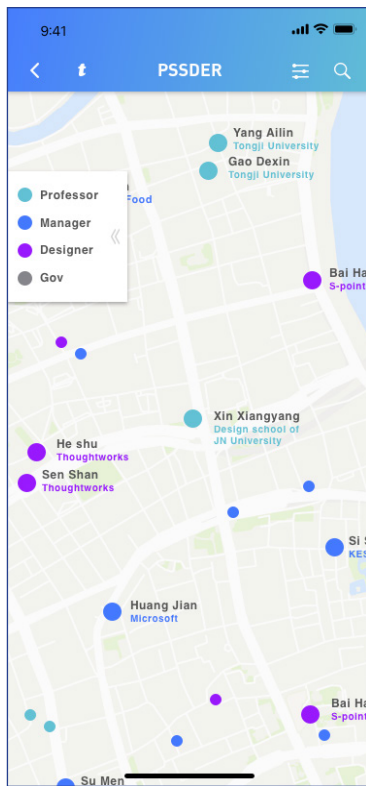 9:41
t
PSSDER
Yang Ailin
Tongji University
Gao Dexin
Tongji University
Professor
Manager
Designer
Gov
Food
Bai Ha
S-point
Xin Xiangyang
Design school of
JN University
He shu
Thoughtworks
Sen Shan
Thoughtworks
Si S
KES
Huang Jian
Microsoft
Bai Ha
S-point
Su Men